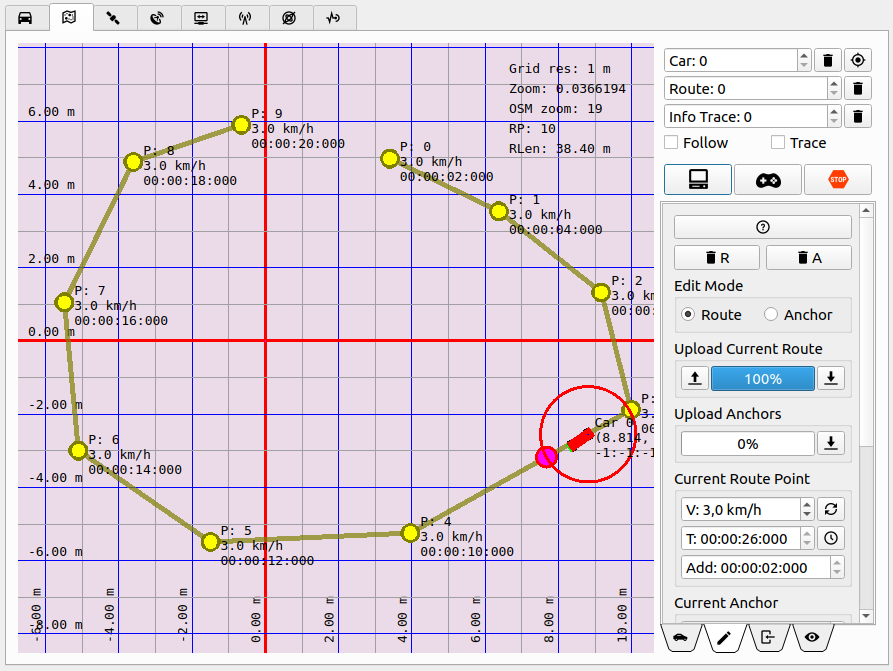 Grid res: 1 m
Zoom: 0.0366194
OSM zoom: 19
RP: 10
RLen: 38.40 m
6.00 m
4.00 m
2.00 m
0.00 m
-2.00 m
-4.00 m
-6.00 m
-8.00 m
-6.00 m
-4.00 m
-2.00 m
0.00 m
2.00 m
4.00 m
6.00 m
8.00 m
10.00 m
P: 9
3.0 km/h
00:00:20:000
P: 8
3.0 km/h
00:00:18:000
P: 0
3.0 km/h
00:00:02:000
P: 1
3.0 km/h
00:00:04:000
P: 2
3.0 k
00:00:
P: 7
3.0 km/h
00:00:16:000
P:
3.
00
Car 0
(8.814,
-1:-1:-1
P: 6
3.0 km/h
00:00:14:000
P: 5
3.0 km/h
00:00:12:000
P: 4
3.0 km/h
00:00:10:000
Car: 0
Route: 0
Info Trace: 0
Follow Trace
STOP
R A
Edit Mode
Route Anchor
Upload Current Route
100%
Upload Anchors
0%
Current Route Point
V: 3,0 km/h
T: 00:00:26:000
Add: 00:00:02:000
Current Anchor